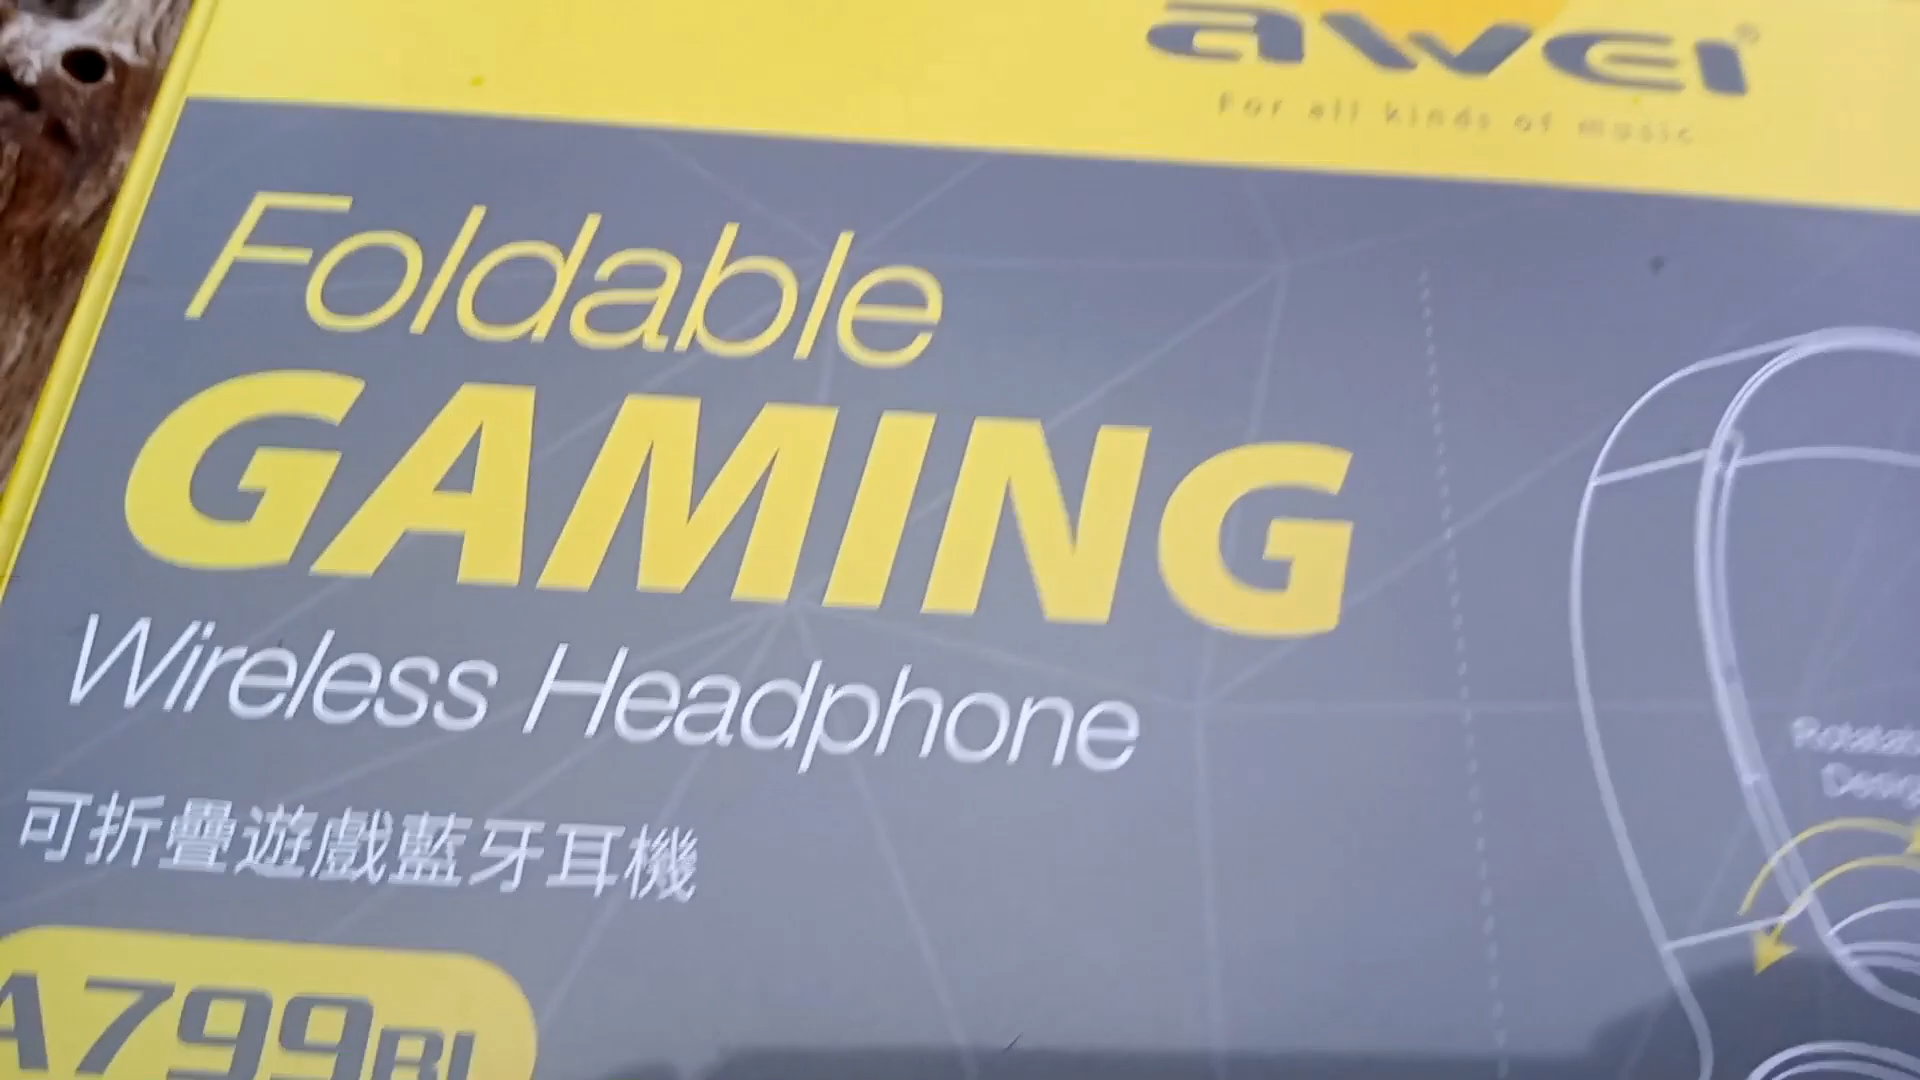 awei®
For all kinds of music
Foldable
GAMING
Wireless Headphone
可折疊遊戲藍牙耳機
A799BL